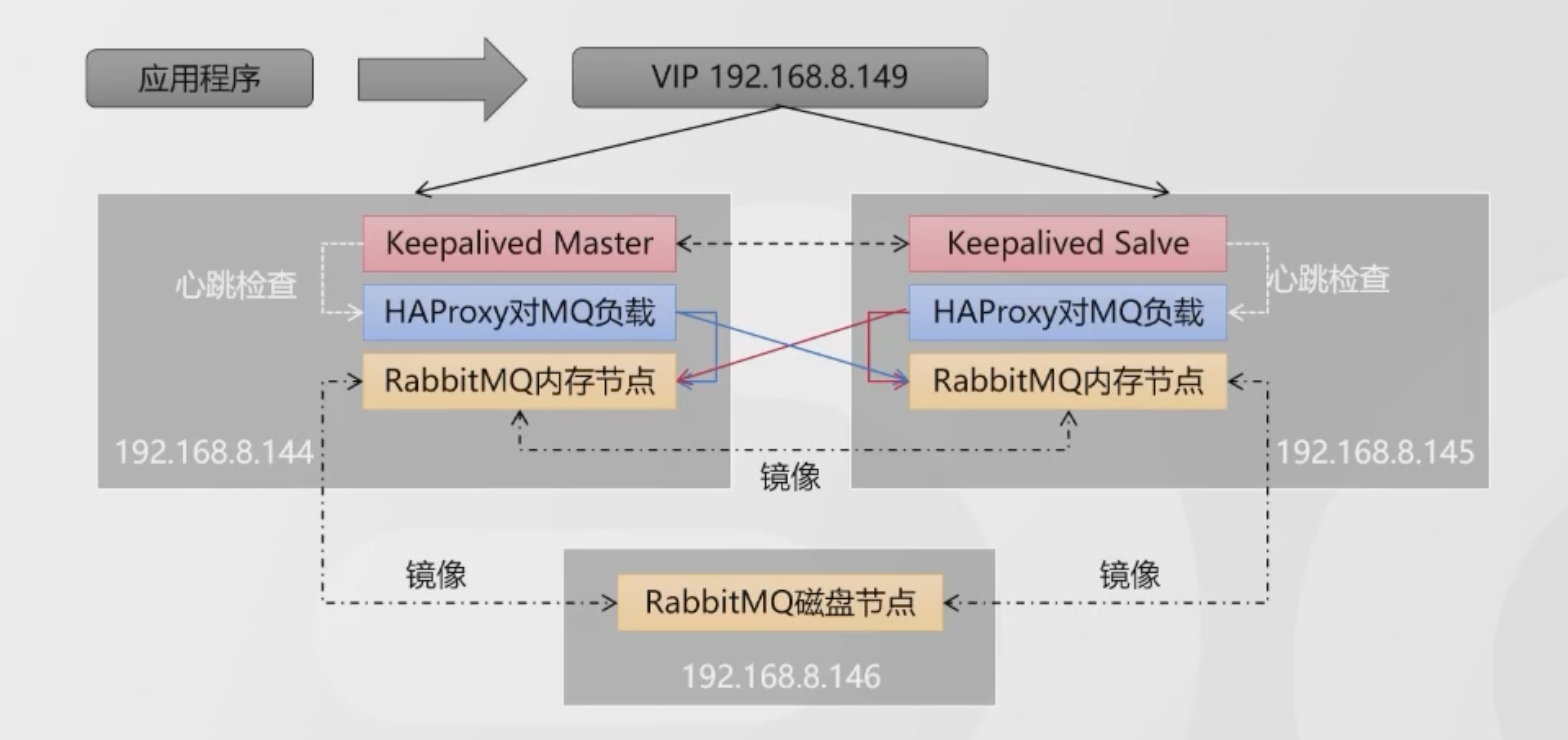 应用程序
VIP 192.168.8.149
Keepalived Master
Keepalived Salve
心跳检查
心跳检查
HAProxy对MQ负载
HAProxy对MQ负载
RabbitMQ内存节点
RabbitMQ内存节点
192.168.8.144
192.168.8.145
镜像
镜像
镜像
RabbitMQ磁盘节点
192.168.8.146